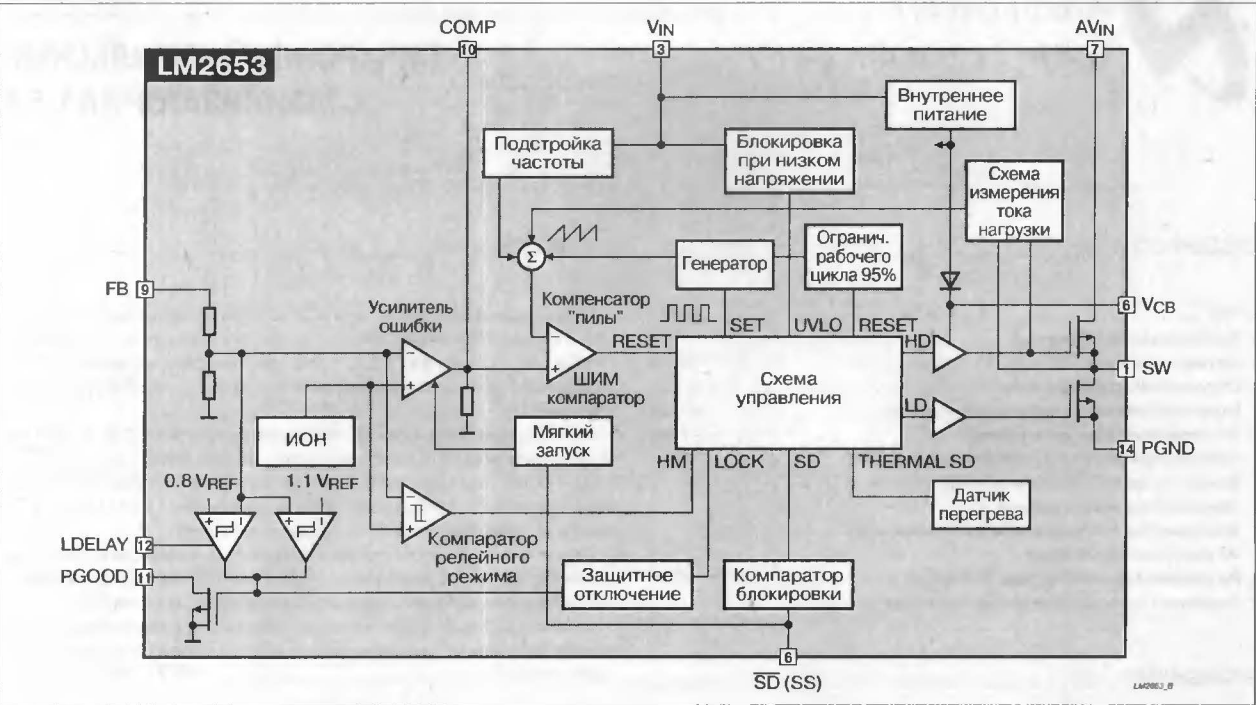 COMP
VIN
AVIN
10
3
7
LM2653
Внутреннее
питание
Подстройка
частоты
Блокировка
при низком
напряжении
Схема
измерения
тока
нагрузки
Σ
Генератор
Огранич.
рабочего
цикла 95%
FB 9
Усилитель
ошибки
Компенсатор
"пилы"
6 VCB
SET
UVLO
RESET
RESET
HD
−
+
−
+
ШИМ
компаратор
Схема
управления
1 SW
LD
ИОН
Мягкий
запуск
HM
LOCK
SD
THERMAL SD
14 PGND
0.8 VREF
1.1 VREF
Датчик
перегрева
−
+
+
−
+
LDELAY 12
Компаратор
релейного
режима
PGOOD 11
Защитное
отключение
Компаратор
блокировки
6
SD (SS)
LM2653_B